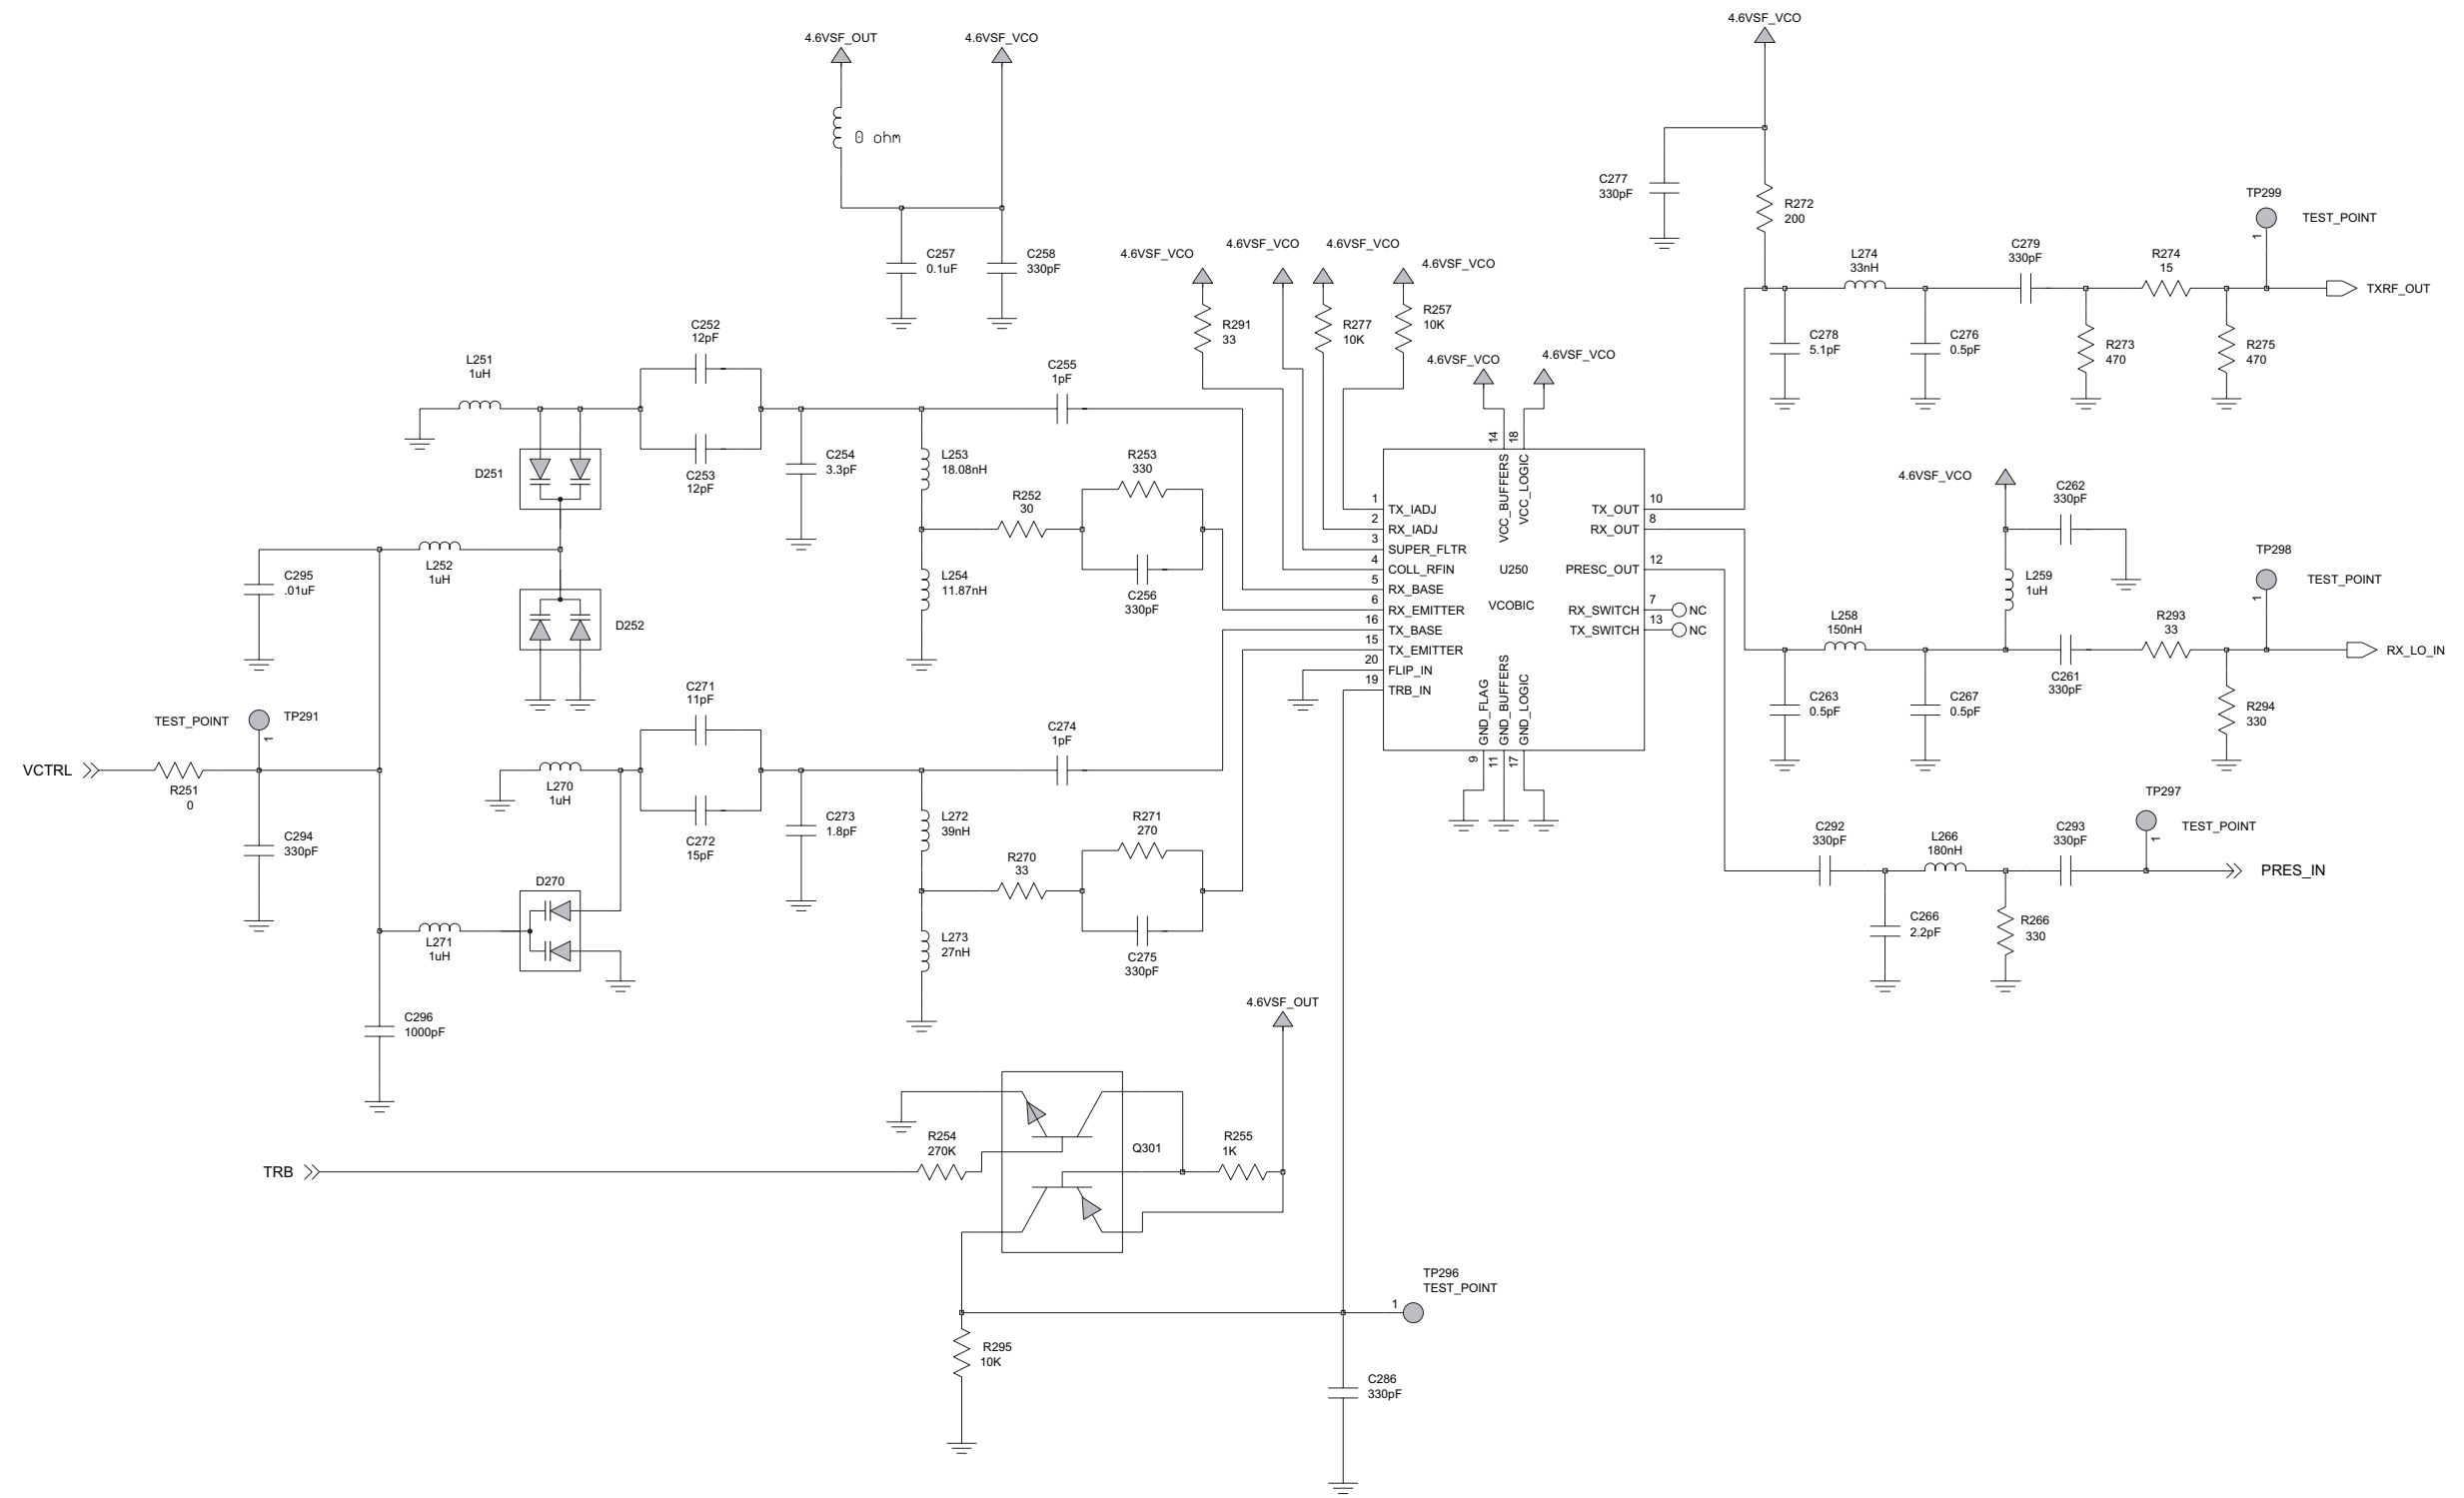 4.6VSF_VCO
4.6VSF_OUT
4.6VSF_VCO
0 ohm
C277
330pF
R272
200
TP299
TEST_POINT
C257
0.1uF
C258
330pF
4.6VSF_VCO
4.6VSF_VCO
4.6VSF_VCO
4.6VSF_VCO
1
L274
33nH
C279
330pF
R274
15
TXRF_OUT
R291
33
R277
10K
R257
10K
C278
5.1pF
C276
0.5pF
R273
470
R275
470
C252
12pF
L251
1uH
C255
1pF
4.6VSF_VCO
4.6VSF_VCO
D251
C253
12pF
C254
3.3pF
L253
18.08nH
R253
330
R252
30
14
18
VCC_BUFFERS
VCC_LOGIC
1
TX_IADJ
2
RX_IADJ
3
SUPER_FLTR
4
COLL_RFIN
5
RX_BASE
6
RX_EMITTER
16
TX_BASE
15
TX_EMITTER
20
FLIP_IN
19
TRB_IN
U250
VCOBIC
TX_OUT
10
RX_OUT
8
PRESC_OUT
12
RX_SWITCH
7
NC
TX_SWITCH
13
NC
GND_FLAG
GND_BUFFERS
GND_LOGIC
9
11
17
4.6VSF_VCO
C262
330pF
TP298
TEST_POINT
1
L259
1uH
L258
150nH
R293
33
RX_LO_IN
C261
330pF
C263
0.5pF
C267
0.5pF
R294
330
C295
.01uF
L252
1uH
L254
11.87nH
C256
330pF
D252
C271
11pF
TEST_POINT
TP291
1
VCTRL
R251
0
L270
1uH
C274
1pF
C294
330pF
C272
15pF
C273
1.8pF
L272
39nH
R271
270
R270
33
D270
L271
1uH
L273
27nH
C275
330pF
TP297
TEST_POINT
1
C292
330pF
L266
180nH
C293
330pF
PRES_IN
C266
2.2pF
R266
330
C296
1000pF
4.6VSF_OUT
TRB
R254
270K
Q301
R255
1K
TP296
TEST_POINT
1
R295
10K
C286
330pF